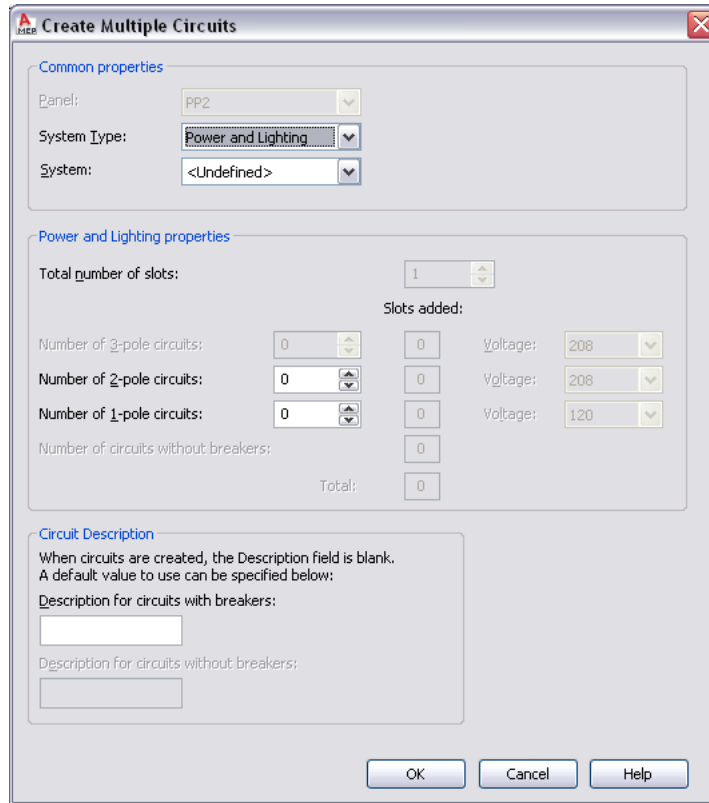 A MEP Create Multiple Circuits
Common properties
Panel: PP2
System Type: Power and Lighting
System: <Undefined>
Power and Lighting properties
Total number of slots: 1
Slots added:
Number of 3-pole circuits: 0 0 Voltage: 208
Number of 2-pole circuits: 0 0 Voltage: 208
Number of 1-pole circuits: 0 0 Voltage: 120
Number of circuits without breakers: 0
Total: 0
Circuit Description
When circuits are created, the Description field is blank.
A default value to use can be specified below:
Description for circuits with breakers:
Description for circuits without breakers:
OK Cancel Help